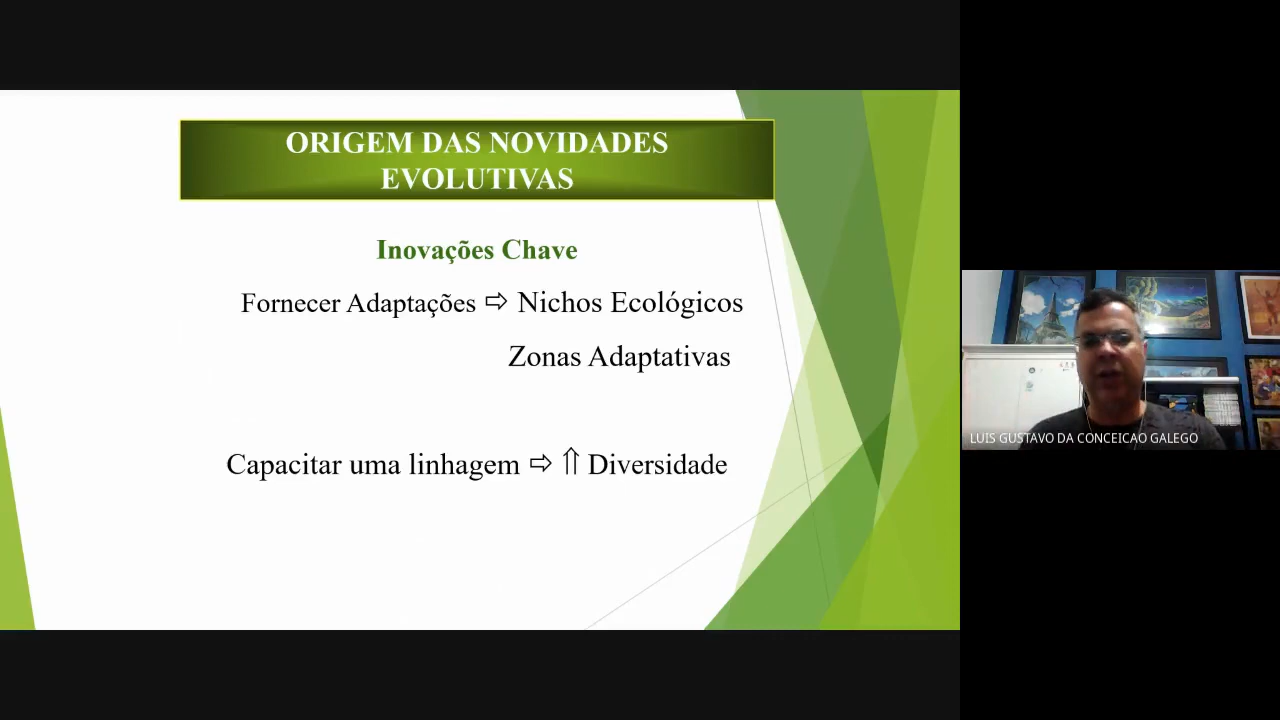 ORIGEM DAS NOVIDADES
EVOLUTIVAS
Inovações Chave
Fornecer Adaptações ⇨ Nichos Ecológicos
Zonas Adaptativas
Capacitar uma linhagem ⇨ ⇑ Diversidade
LUIS GUSTAVO DA CONCEICAO GALEGO